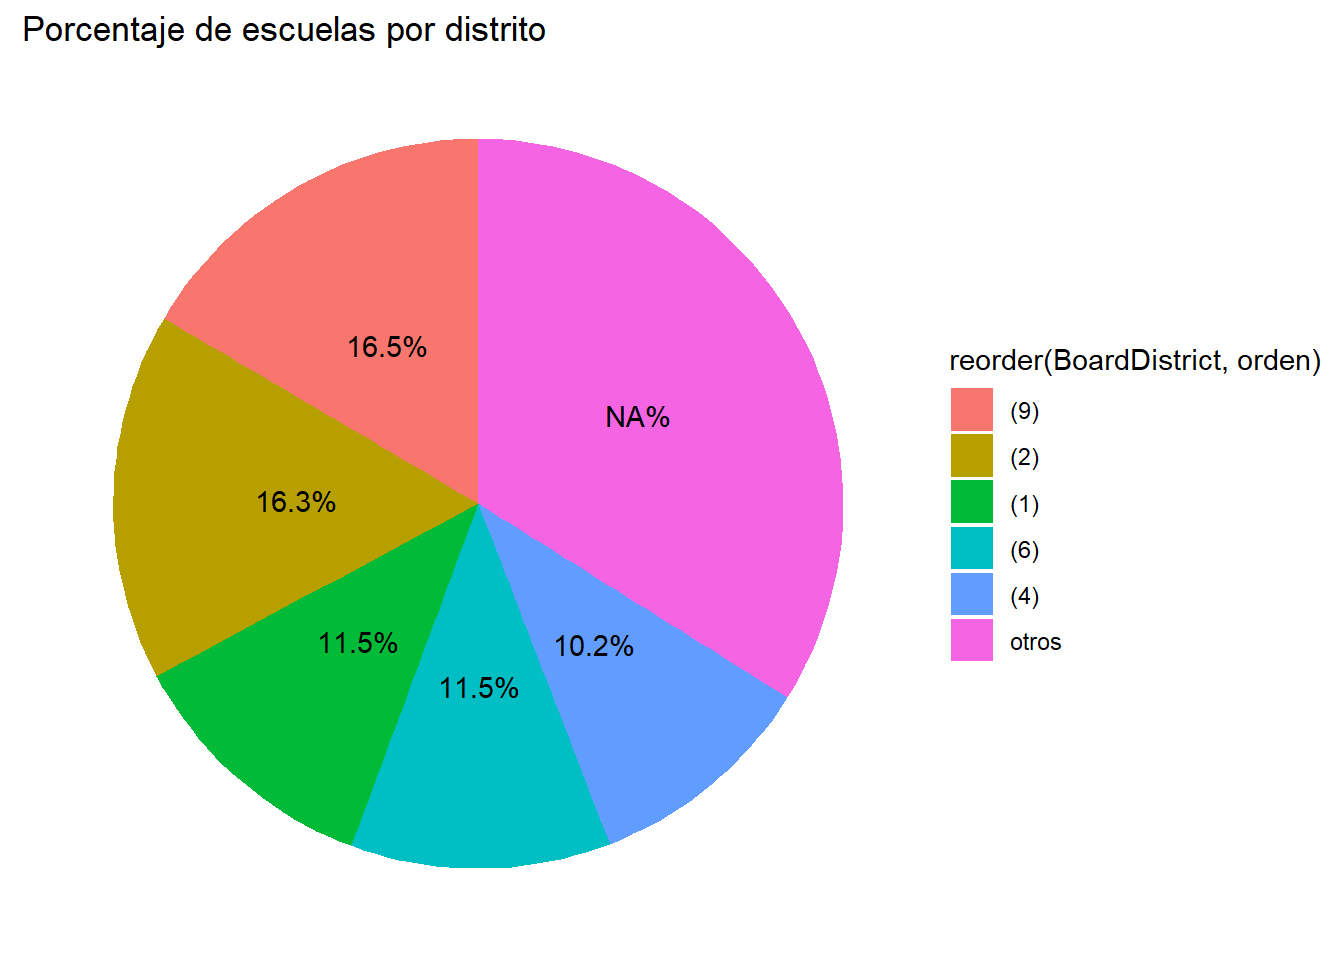 Porcentaje de escuelas por distrito
16.5%
NA%
16.3%
11.5%
10.2%
11.5%
reorder(BoardDistrict, orden)
(9)
(2)
(1)
(6)
(4)
otros